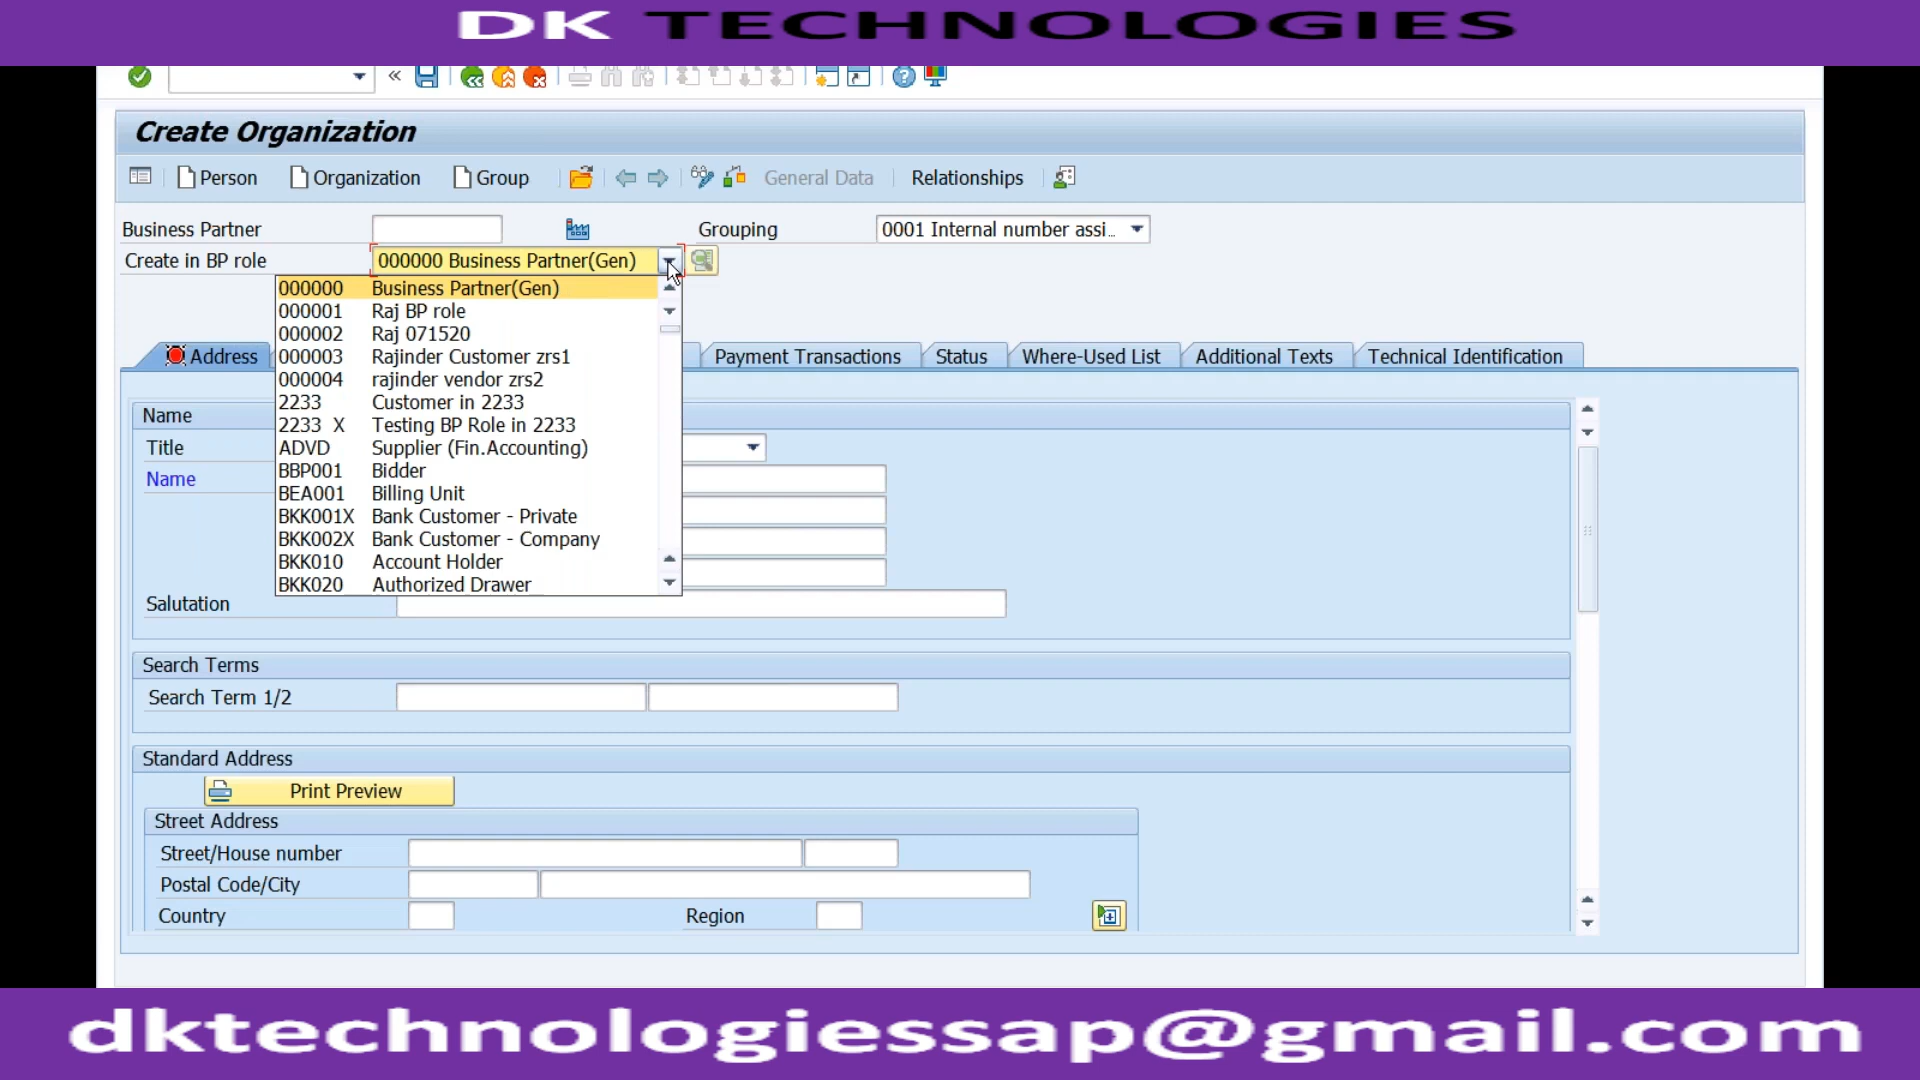 DK TECHNOLOGIES
Create Organization
Person Organization Group General Data Relationships
Business Partner Grouping 0001 Internal number assi...
Create in BP role 000000 Business Partner(Gen)
000000 Business Partner(Gen)
000001 Raj BP role
000002 Raj 071520
000003 Rajinder Customer zrs1
000004 rajinder vendor zrs2
2233 Customer in 2233
2233 X Testing BP Role in 2233
ADVD Supplier (Fin.Accounting)
BBP001 Bidder
BEA001 Billing Unit
BKK001X Bank Customer - Private
BKK002X Bank Customer - Company
BKK010 Account Holder
BKK020 Authorized Drawer
Address Payment Transactions Status Where-Used List Additional Texts Technical Identification
Name
Title
Name
Salutation
Search Terms
Search Term 1/2
Standard Address
Print Preview
Street Address
Street/House number
Postal Code/City
Country Region
dktechnologiessap@gmail.com